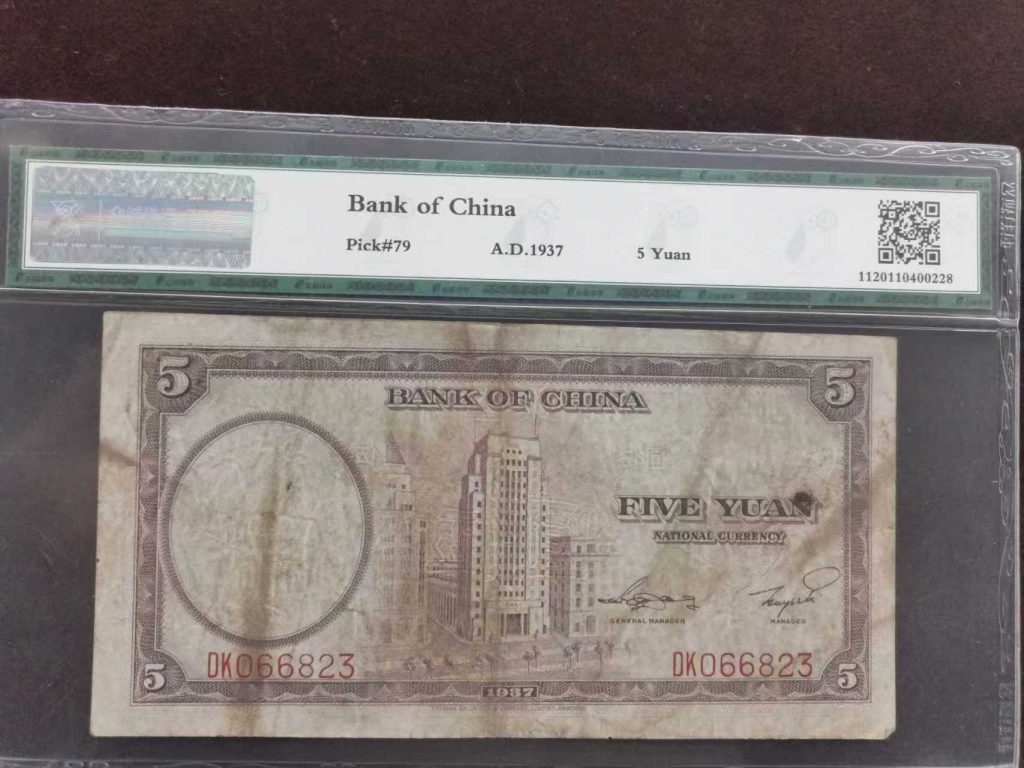 Bank of China
Pick#79 A.D.1937 5 Yuan
1120110400228
5 5
BANK OF CHINA
FIVE YUAN
NATIONAL CURRENCY
GENERAL MANAGER MANAGER
DK066823 DK066823
5 5
1937